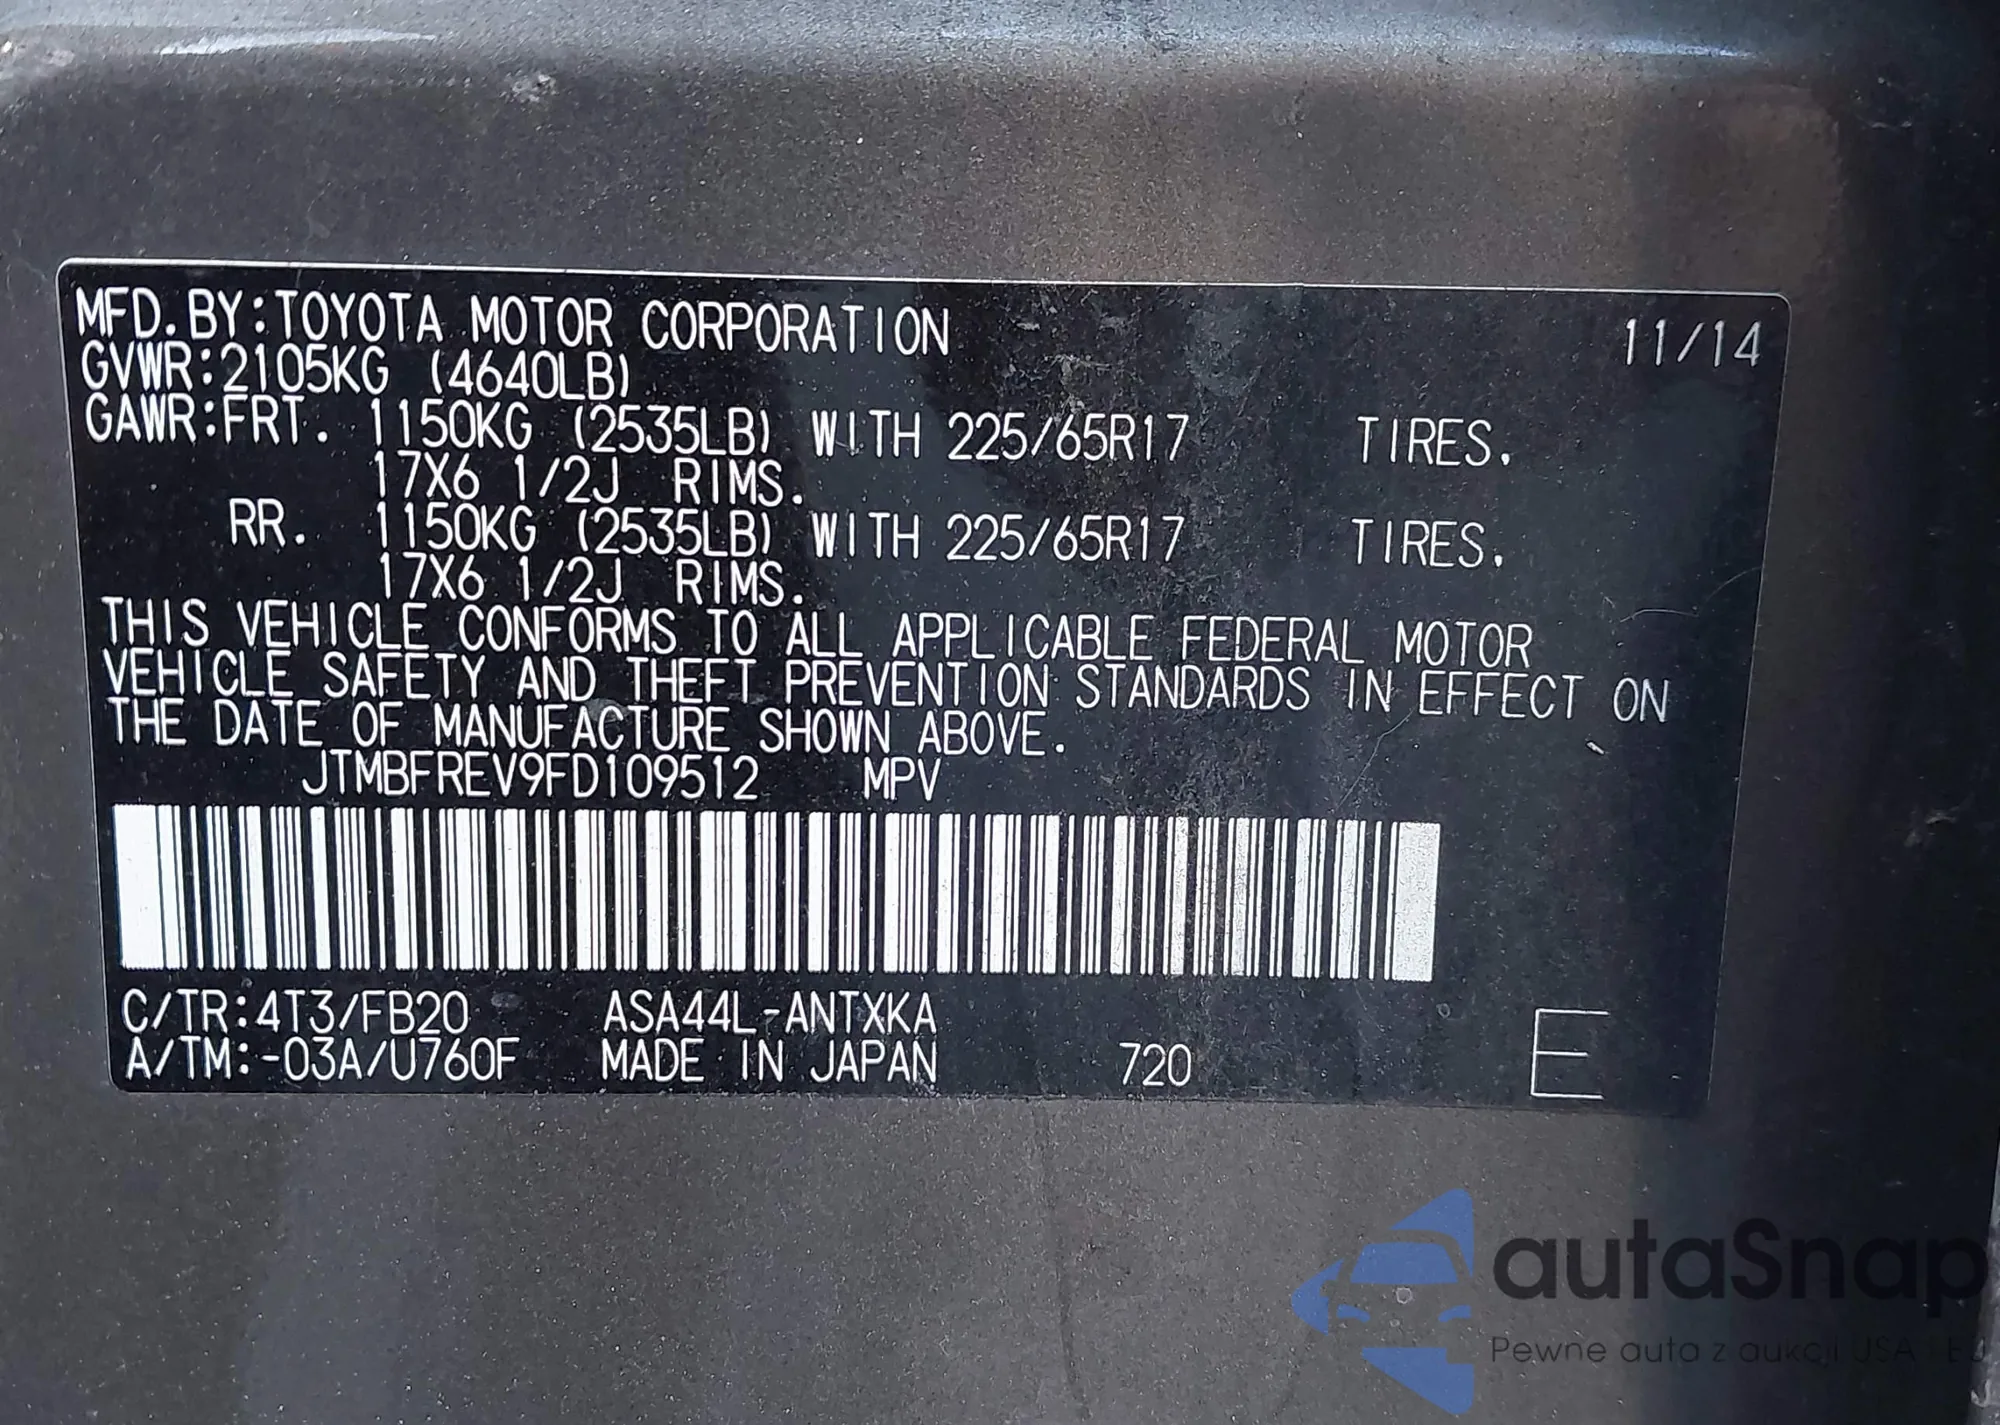 MFD.BY:TOYOTA MOTOR CORPORATION 11/14
GVWR:2105KG (4640LB)
GAWR:FRT. 1150KG (2535LB) WITH 225/65R17 TIRES.
17X6 1/2J RIMS.
RR. 1150KG (2535LB) WITH 225/65R17 TIRES.
17X6 1/2J RIMS.
THIS VEHICLE CONFORMS TO ALL APPLICABLE FEDERAL MOTOR
VEHICLE SAFETY AND THEFT PREVENTION STANDARDS IN EFFECT ON
THE DATE OF MANUFACTURE SHOWN ABOVE.
JTMBFREV9FD109512 MPV
C/TR:4T3/FB20 ASA44L-ANTXKA
A/TM:-03A/U760F MADE IN JAPAN 720 E
autaSnap
Pewne auta z aukcji USA i EU